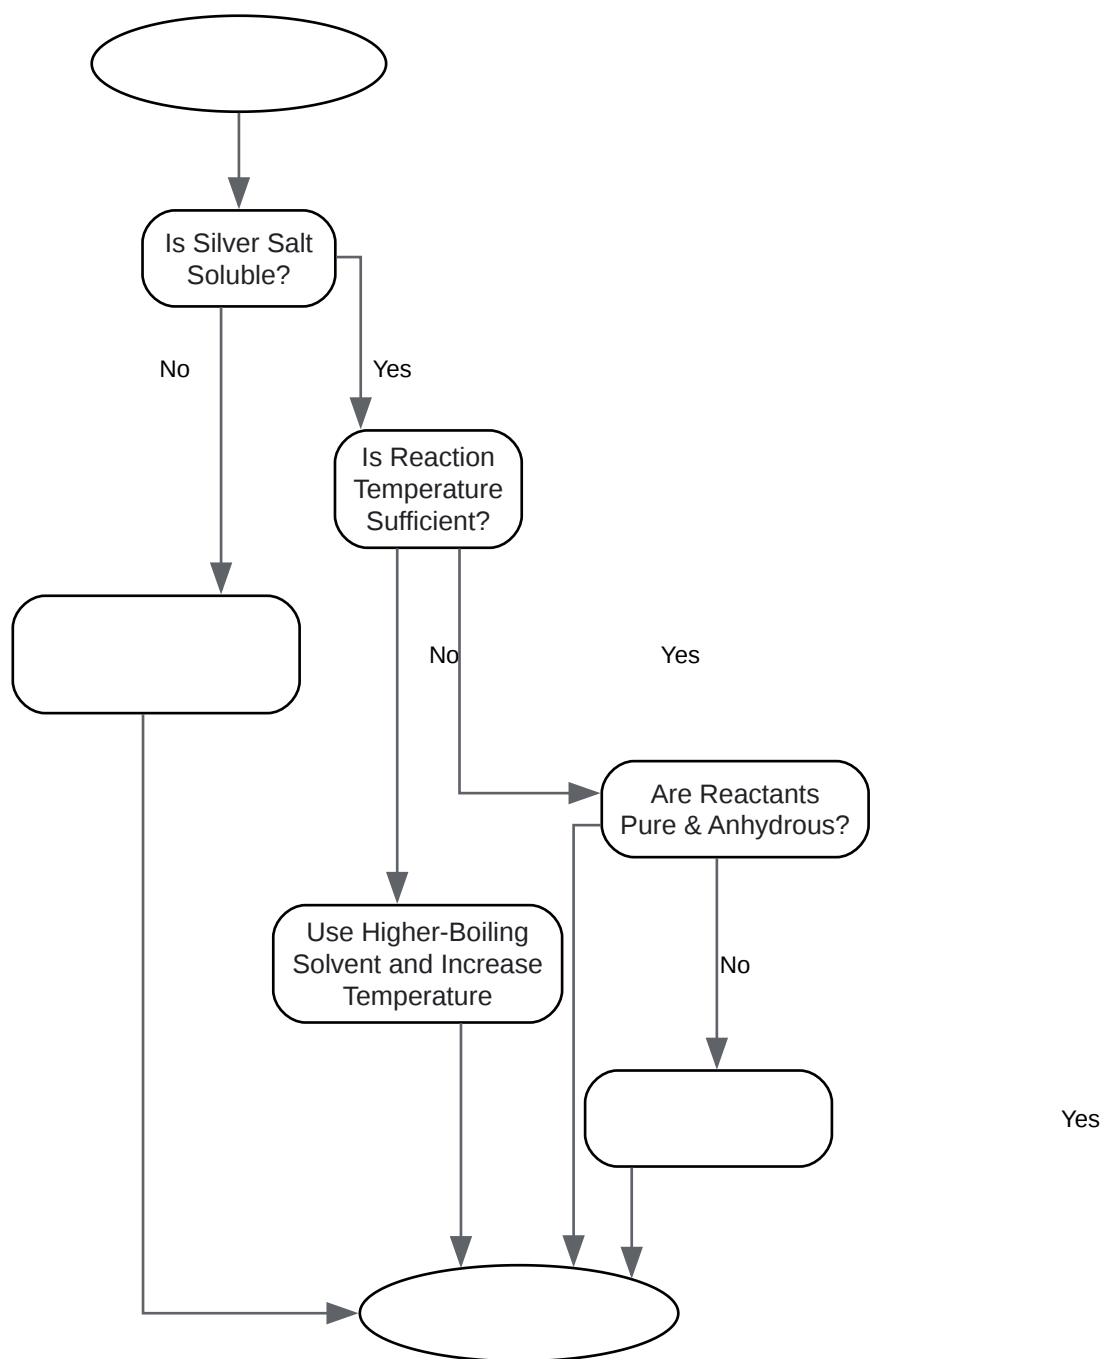 Is Silver Salt
Soluble?
No
Yes
Is Reaction
Temperature
Sufficient?
No
Yes
Are Reactants
Pure & Anhydrous?
Use Higher-Boiling
Solvent and Increase
Temperature
No
Yes